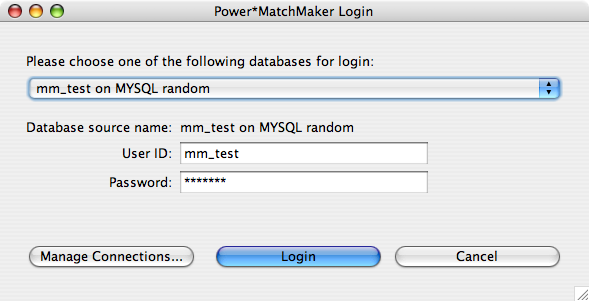 Power*MatchMaker Login
Please choose one of the following databases for login:
mm_test on MYSQL random
Database source name: mm_test on MYSQL random
User ID: mm_test
Password: *******
Manage Connections... Login Cancel